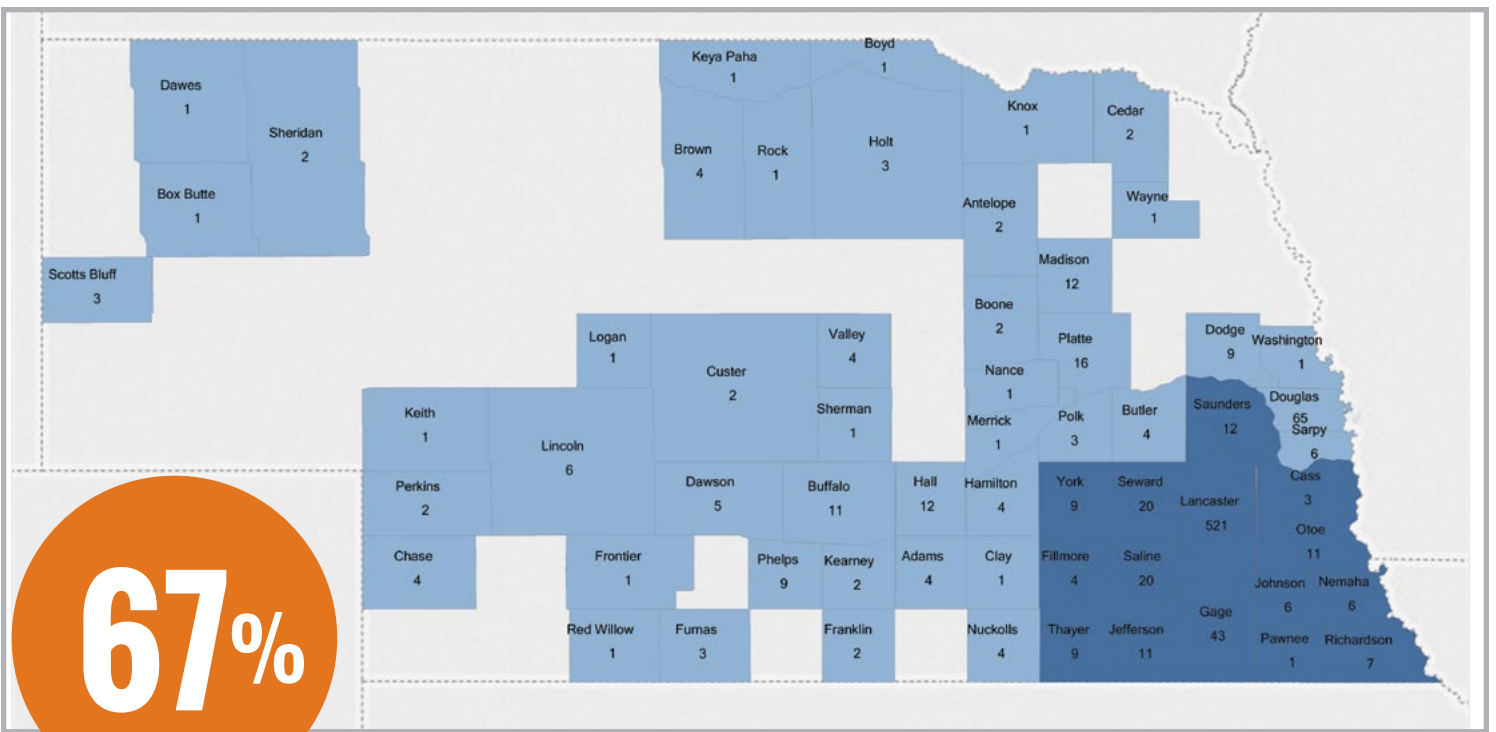 Dawes
1
Sheridan
2
Box Butte
1
Scotts Bluff
3
Keya Paha
1
Boyd
1
Brown
4
Rock
1
Holt
3
Knox
1
Cedar
2
Antelope
2
Wayne
1
Madison
12
Boone
2
Platte
16
Nance
1
Logan
1
Custer
2
Valley
4
Sherman
1
Dodge
9
Washington
1
Keith
1
Lincoln
6
Merrick
1
Polk
3
Butler
4
Saunders
12
Douglas
65
Sarpy
6
Perkins
2
Dawson
5
Buffalo
11
Hall
12
Hamilton
4
York
9
Seward
20
Lancaster
521
Cass
3
Otoe
11
Chase
4
Frontier
1
Phelps
9
Kearney
2
Adams
4
Clay
1
Fillmore
4
Saline
20
Johnson
6
Nemaha
6
Red Willow
1
Furnas
3
Franklin
2
Nuckolls
4
Thayer
9
Jefferson
11
Gage
43
Pawnee
1
Richardson
7
67%